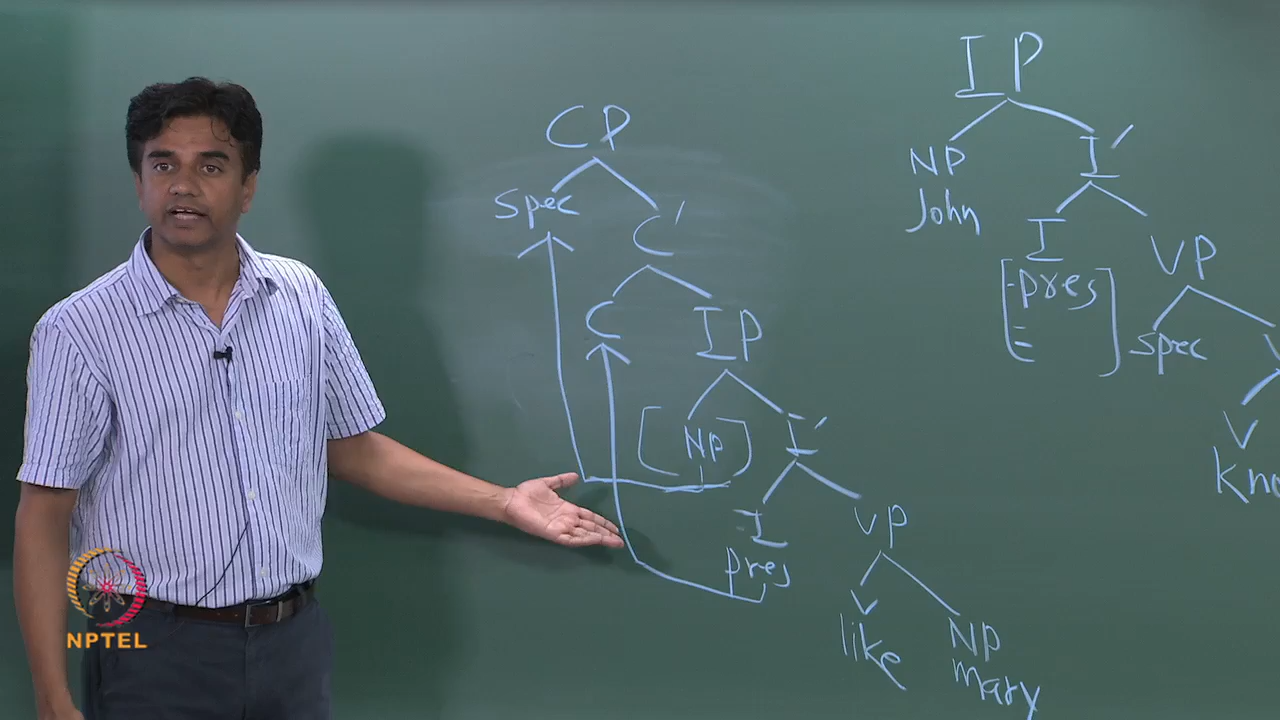 CP
Spec C'
C IP
[NP] I'
I VP
pres
V NP
like mary
IP
NP I'
John
I VP
[-pres
=] spec
V
NPTEL